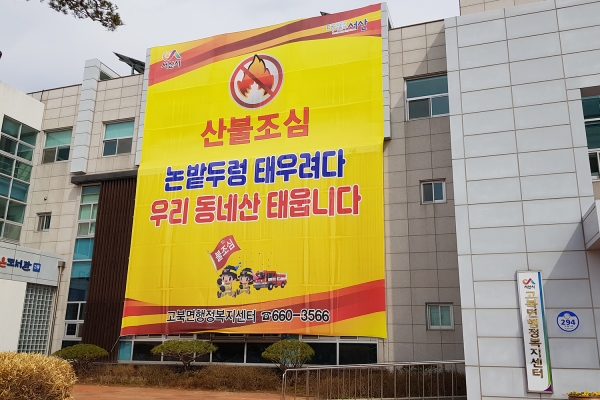 서산시
산불조심
논밭두렁 태우려다
우리 동네산 태웁니다
불조심
고북면행정복지센터 ☎660-3566
고북면행정복지센터
294